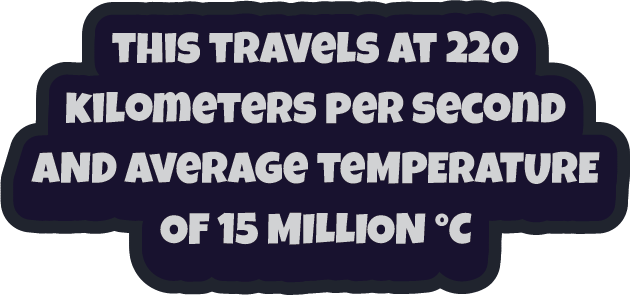 THIS TRAVELS AT 220
KILOMETERS PER SECOND
AND AVERAGE TEMPERATURE
OF 15 MILLION °C